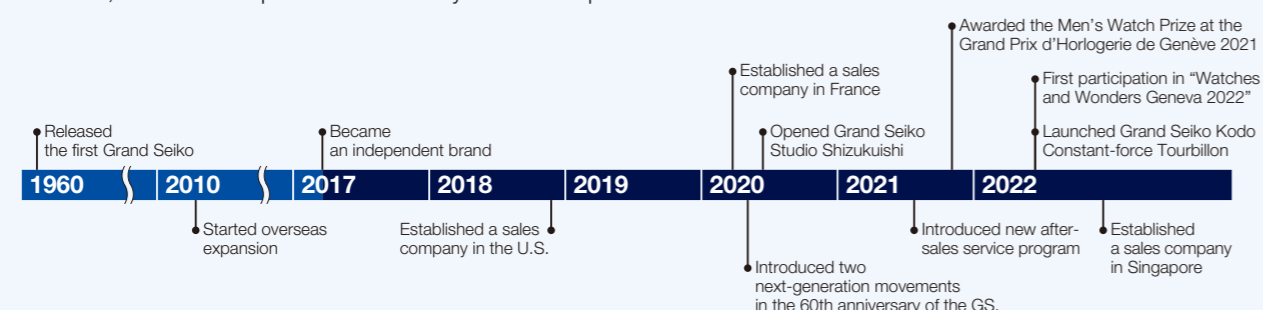 Awarded the Men's Watch Prize at the
Grand Prix d'Horlogerie de Genève 2021
Established a sales
company in France
First participation in “Watches
and Wonders Geneva 2022”
Released
the first Grand Seiko
Became
an independent brand
Opened Grand Seiko
Studio Shizukuishi
Launched Grand Seiko Kodo
Constant-force Tourbillon
1960 2010 2017 2018 2019 2020 2021 2022
Started overseas
expansion
Established a sales
company in the U.S.
Introduced two
next-generation movements
in the 60th anniversary of the GS.
Introduced new after-
sales service program
Established
a sales company
in Singapore